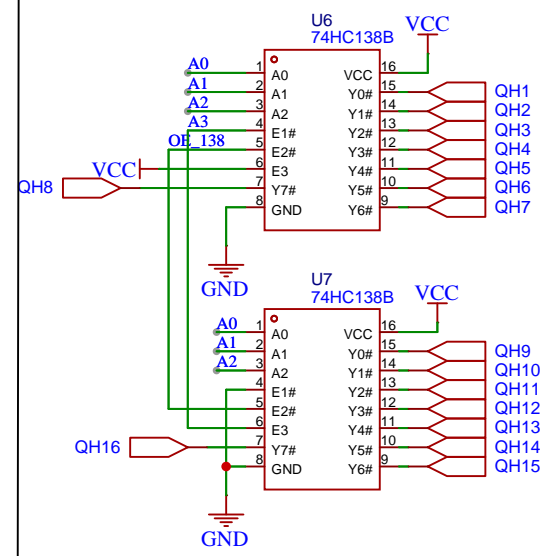 U6
74HC138B
VCC
A0 1 A0 VCC 16
A1 2 A1 Y0# 15 QH1
A2 3 A2 Y1# 14 QH2
A3 4 E1# Y2# 13 QH3
OE_138 5 E2# Y3# 12 QH4
VCC 6 E3 Y4# 11 QH5
QH8 7 Y7# Y5# 10 QH6
8 GND Y6# 9 QH7
GND
U7
74HC138B
VCC
A0 1 A0 VCC 16
A1 2 A1 Y0# 15 QH9
A2 3 A2 Y1# 14 QH10
4 E1# Y2# 13 QH11
5 E2# Y3# 12 QH12
6 E3 Y4# 11 QH13
QH16 7 Y7# Y5# 10 QH14
8 GND Y6# 9 QH15
GND